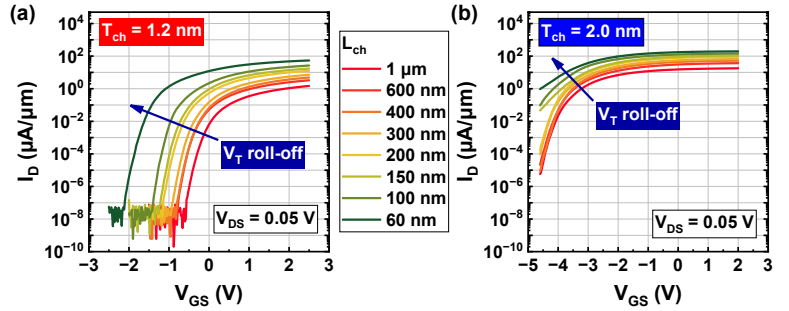 (a)
T_ch = 1.2 nm
I_D (µA/µm)
10^4
10^2
10^0
10^−2
10^−4
10^−6
10^−8
10^−10
V_T roll-off
V_DS = 0.05 V
−3 −2 −1 0 1 2 3
V_GS (V)
L_ch
1 µm
600 nm
400 nm
300 nm
200 nm
150 nm
100 nm
60 nm
(b)
T_ch = 2.0 nm
I_D (µA/µm)
10^4
10^2
10^0
10^−2
10^−4
10^−6
10^−8
10^−10
V_T roll-off
V_DS = 0.05 V
−5 −4 −3 −2 −1 0 1 2 3
V_GS (V)